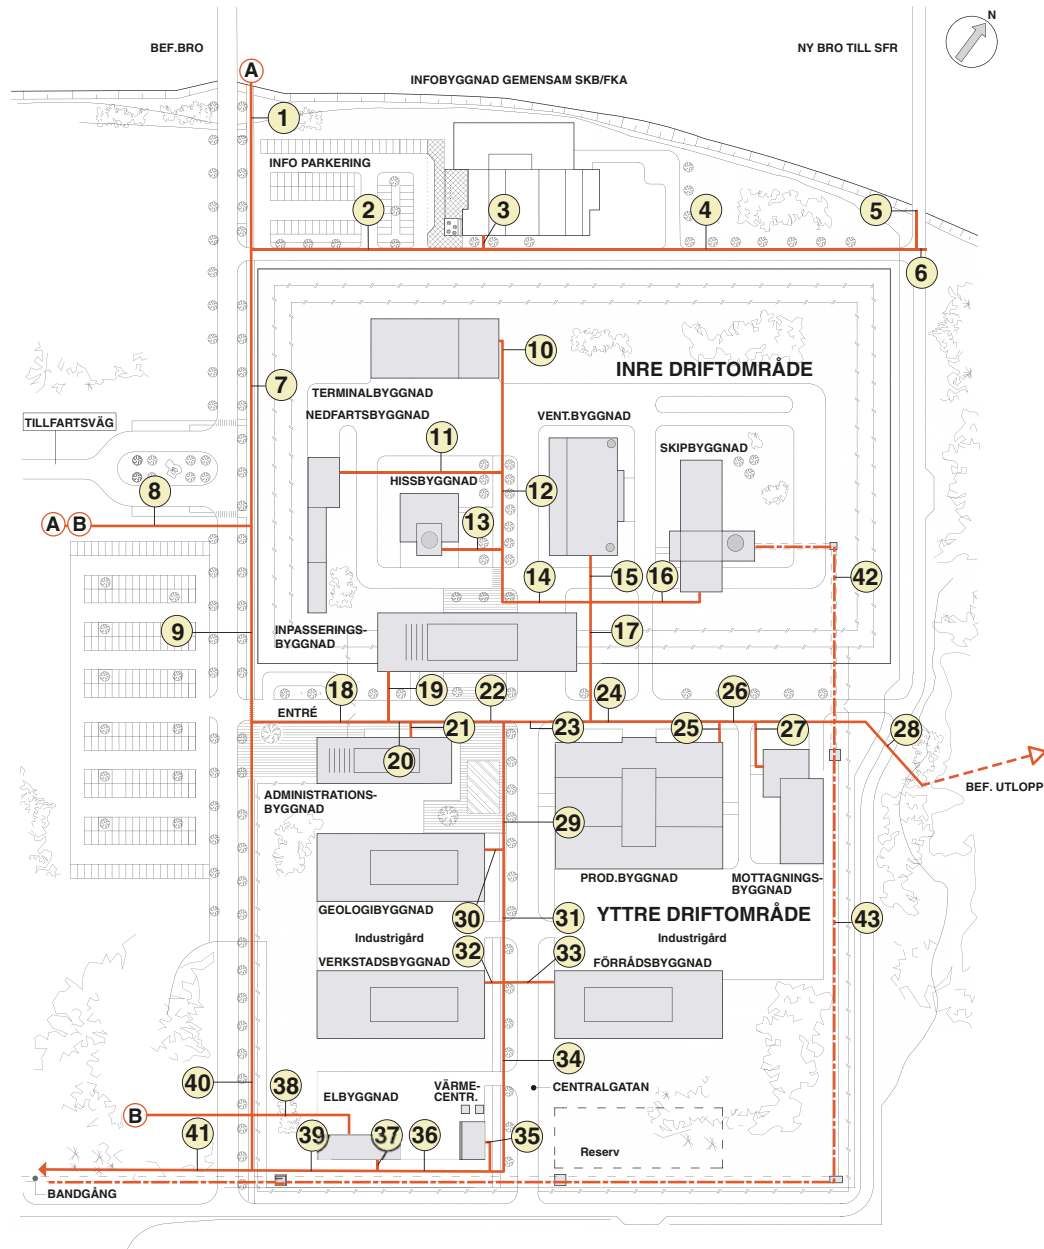 N
BEF.BRO
NY BRO TILL SFR
A
INFOBYGGNAD GEMENSAM SKB/FKA
1
INFO PARKERING
2
3
4
5
6
7
10
INRE DRIFTOMRÅDE
TERMINALBYGGNAD
NEDFARTSBYGGNAD
VENT.BYGGNAD
TILLFARTSVÄG
11
SKIPBYGGNAD
HISSBYGGNAD
8
12
A
B
13
14
15
16
42
9
INPASSERINGS-
BYGGNAD
17
18
19
22
24
26
ENTRÉ
21
23
25
27
28
20
BEF. UTLOPP
ADMINISTRATIONS-
BYGGNAD
29
PROD.BYGGNAD
MOTTAGNINGS-
BYGGNAD
GEOLOGIBYGGNAD
30
31
YTTRE DRIFTOMRÅDE
43
Industrigård
Industrigård
VERKSTADSBYGGNAD
32
33
FÖRRÅDSBYGGNAD
34
40
38
ELBYGGNAD
VÄRME-
CENTR.
CENTRALGATAN
B
41
39
37
36
35
Reserv
BANDGÅNG